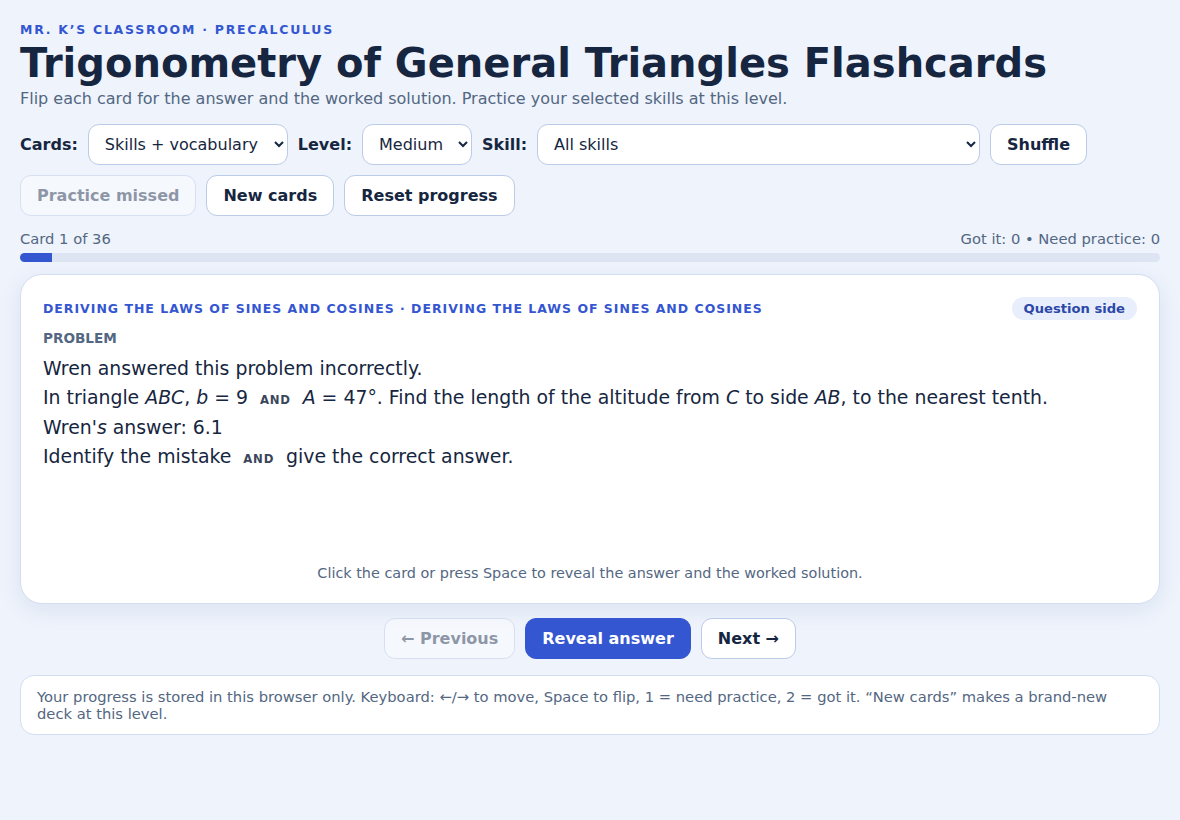 MR. K’S CLASSROOM · PRECALCULUS
Trigonometry of General Triangles Flashcards
Flip each card for the answer and the worked solution. Practice your selected skills at this level.
Cards: Skills + vocabulary Level: Medium Skill: All skills Shuffle
Practice missed New cards Reset progress
Card 1 of 36 Got it: 0 • Need practice: 0
DERIVING THE LAWS OF SINES AND COSINES · DERIVING THE LAWS OF SINES AND COSINES Question side
PROBLEM
Wren answered this problem incorrectly.
In triangle ABC, b = 9 AND A = 47°. Find the length of the altitude from C to side AB, to the nearest tenth.
Wren's answer: 6.1
Identify the mistake AND give the correct answer.
Click the card or press Space to reveal the answer and the worked solution.
← Previous Reveal answer Next →
Your progress is stored in this browser only. Keyboard: ←/→ to move, Space to flip, 1 = need practice, 2 = got it. “New cards” makes a brand-new
deck at this level.